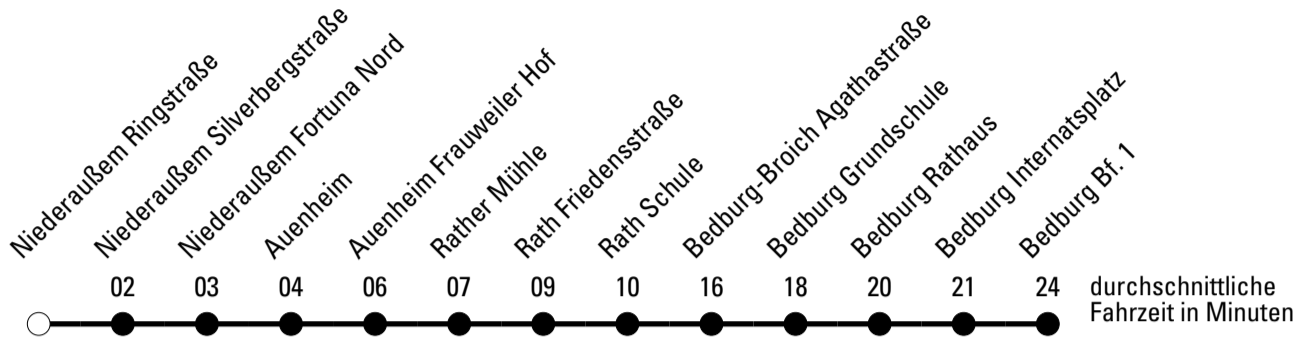 Niederaußem Ringstraße
Niederaußem Silverbergstraße
Niederaußem Fortuna Nord
Auenheim
Auenheim Frauweiler Hof
Rather Mühle
Rath Friedensstraße
Rath Schule
Bedburg-Broich Agathastraße
Bedburg Grundschule
Bedburg Rathaus
Bedburg Internatsplatz
Bedburg Bf. 1
02 03 04 06 07 09 10 16 18 20 21 24
durchschnittliche
Fahrzeit in Minuten